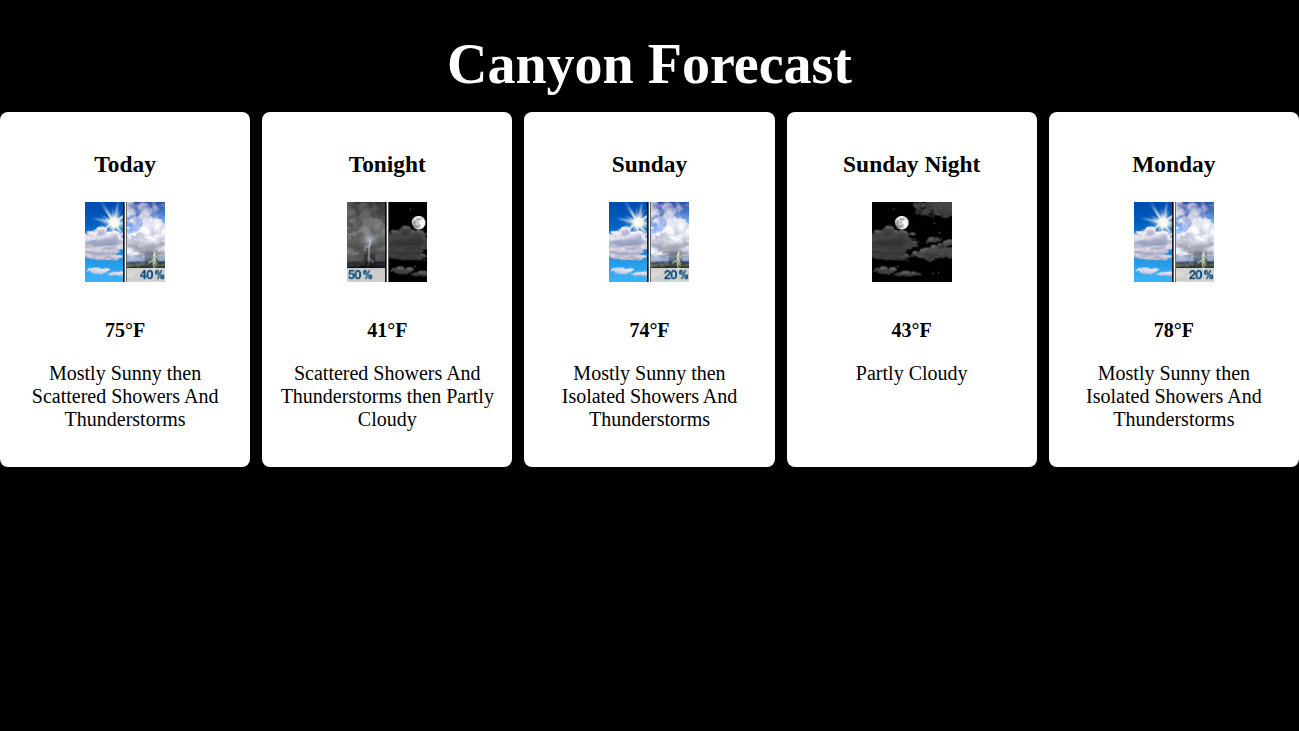 Canyon Forecast
Today
40%
75°F
Mostly Sunny then
Scattered Showers And
Thunderstorms
Tonight
50%
41°F
Scattered Showers And
Thunderstorms then Partly
Cloudy
Sunday
20%
74°F
Mostly Sunny then
Isolated Showers And
Thunderstorms
Sunday Night
43°F
Partly Cloudy
Monday
20%
78°F
Mostly Sunny then
Isolated Showers And
Thunderstorms